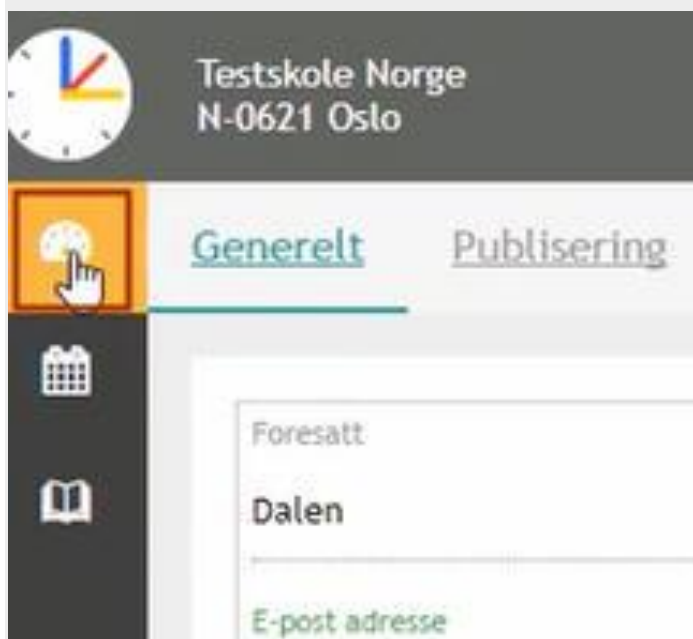 Testskole Norge
N-0621 Oslo
Generelt Publisering
Foresatt
Dalen
E-post adresse